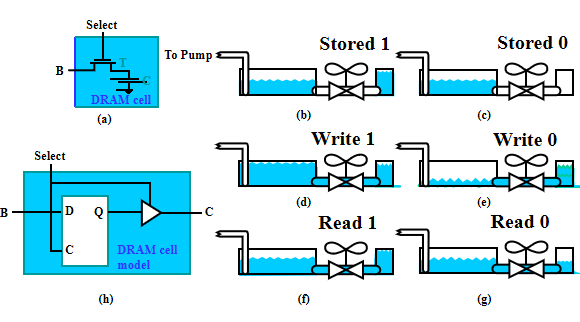 Select
B
T
C
DRAM cell
(a)
To Pump
Stored 1
(b)
Stored 0
(c)
Write 1
(d)
Write 0
(e)
Select
B
D
Q
C
C
DRAM cell
model
(h)
Read 1
(f)
Read 0
(g)